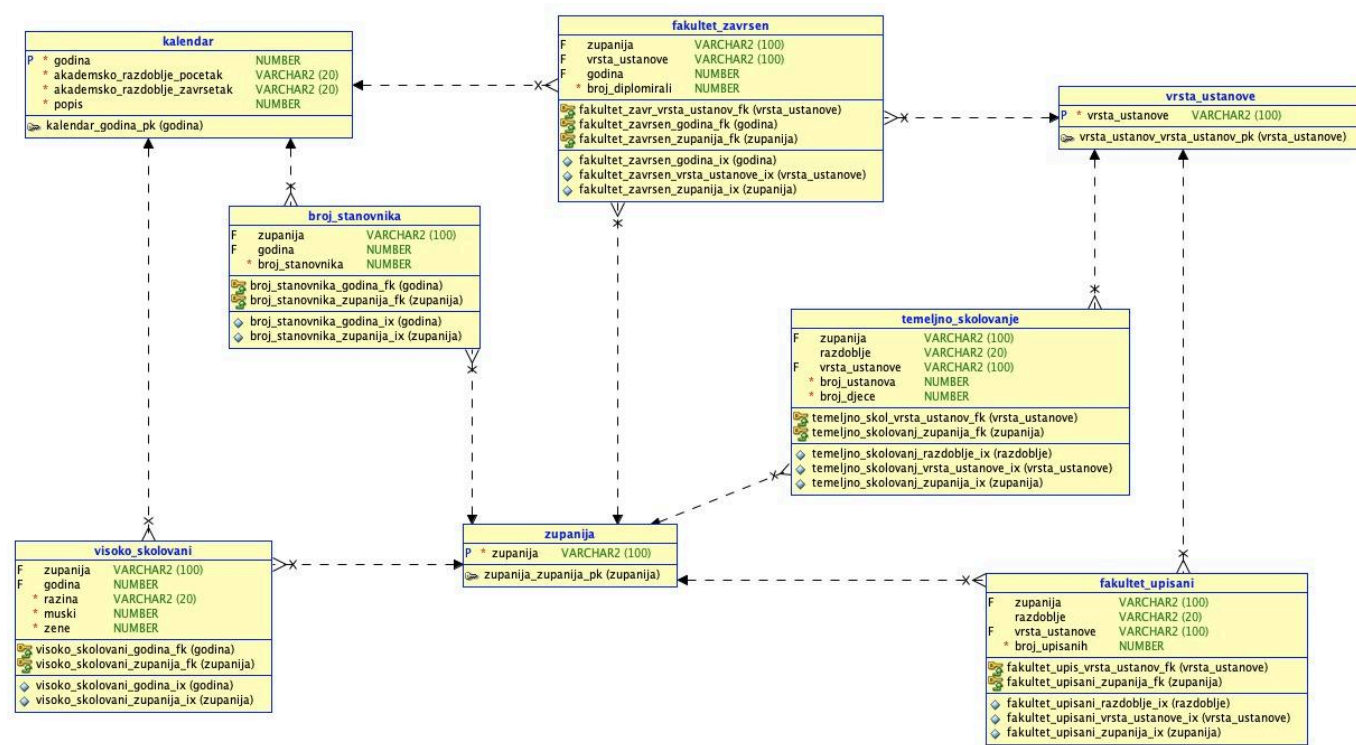 kalendar
P * godina NUMBER
* akademsko_razdoblje_pocetak VARCHAR2 (20)
* akademsko_razdoblje_zavrsetak VARCHAR2 (20)
* popis NUMBER
kalendar_godina_pk (godina)
fakultet_zavrsen
F zupanija VARCHAR2 (100)
F vrsta_ustanove VARCHAR2 (100)
F godina NUMBER
* broj_diplomirali NUMBER
fakultet_zavr_vrsta_ustanov_fk (vrsta_ustanove)
fakultet_zavrsen_godina_fk (godina)
fakultet_zavrsen_zupanija_fk (zupanija)
fakultet_zavrsen_godina_ix (godina)
fakultet_zavrsen_vrsta_ustanove_ix (vrsta_ustanove)
fakultet_zavrsen_zupanija_ix (zupanija)
vrsta_ustanove
P * vrsta_ustanove VARCHAR2 (100)
vrsta_ustanov_vrsta_ustanov_pk (vrsta_ustanove)
broj_stanovnika
F zupanija VARCHAR2 (100)
F godina NUMBER
* broj_stanovnika NUMBER
broj_stanovnika_godina_fk (godina)
broj_stanovnika_zupanija_fk (zupanija)
broj_stanovnika_godina_ix (godina)
broj_stanovnika_zupanija_ix (zupanija)
temeljno_skolovanje
F zupanija VARCHAR2 (100)
razdoblje VARCHAR2 (20)
F vrsta_ustanove VARCHAR2 (100)
* broj_ustanova NUMBER
* broj_djece NUMBER
temeljno_skol_vrsta_ustanov_fk (vrsta_ustanove)
temeljno_skolovanj_zupanija_fk (zupanija)
temeljno_skolovanj_razdoblje_ix (razdoblje)
temeljno_skolovanj_vrsta_ustanove_ix (vrsta_ustanove)
temeljno_skolovanj_zupanija_ix (zupanija)
zupanija
P * zupanija VARCHAR2 (100)
zupanija_zupanija_pk (zupanija)
visoko_skolovani
F zupanija VARCHAR2 (100)
F godina NUMBER
* razina VARCHAR2 (20)
* muski NUMBER
* zene NUMBER
visoko_skolovani_godina_fk (godina)
visoko_skolovani_zupanija_fk (zupanija)
visoko_skolovani_godina_ix (godina)
visoko_skolovani_zupanija_ix (zupanija)
fakultet_upisani
F zupanija VARCHAR2 (100)
razdoblje VARCHAR2 (20)
F vrsta_ustanove VARCHAR2 (100)
* broj_upisanih NUMBER
fakultet_upis_vrsta_ustanov_fk (vrsta_ustanove)
fakultet_upisani_zupanija_fk (zupanija)
fakultet_upisani_razdoblje_ix (razdoblje)
fakultet_upisani_vrsta_ustanove_ix (vrsta_ustanove)
fakultet_upisani_zupanija_ix (zupanija)